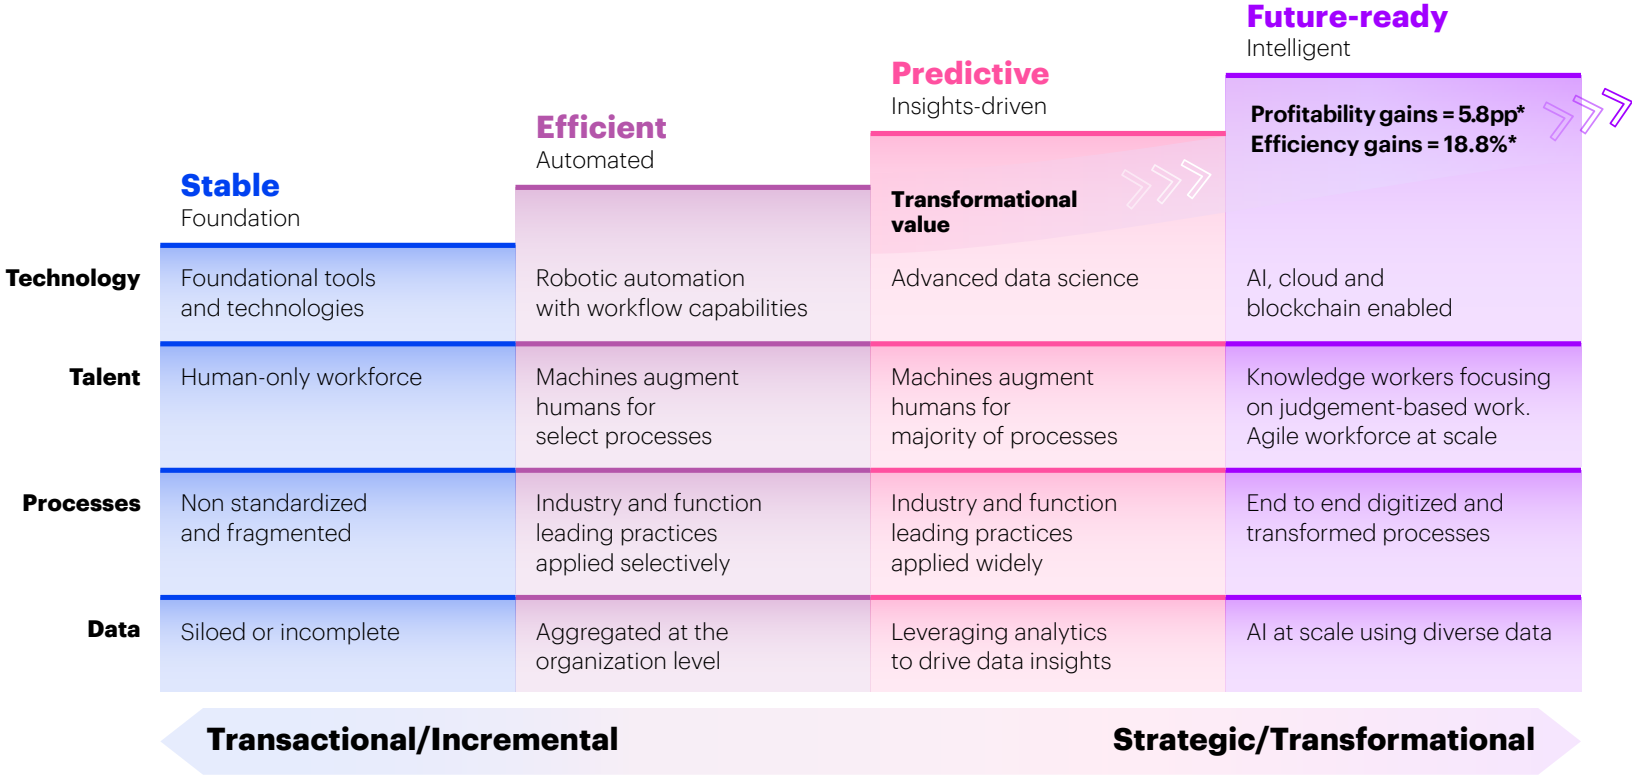 Future-ready
Intelligent
Profitability gains = 5.8pp*
Efficiency gains = 18.8%*
Predictive
Insights-driven
Transformational
value
Efficient
Automated
Stable
Foundation
Technology
Foundational tools
and technologies
Robotic automation
with workflow capabilities
Advanced data science
AI, cloud and
blockchain enabled
Talent
Human-only workforce
Machines augment
humans for
select processes
Machines augment
humans for
majority of processes
Knowledge workers focusing
on judgement-based work.
Agile workforce at scale
Processes
Non standardized
and fragmented
Industry and function
leading practices
applied selectively
Industry and function
leading practices
applied widely
End to end digitized and
transformed processes
Data
Siloed or incomplete
Aggregated at the
organization level
Leveraging analytics
to drive data insights
AI at scale using diverse data
Transactional/Incremental
Strategic/Transformational